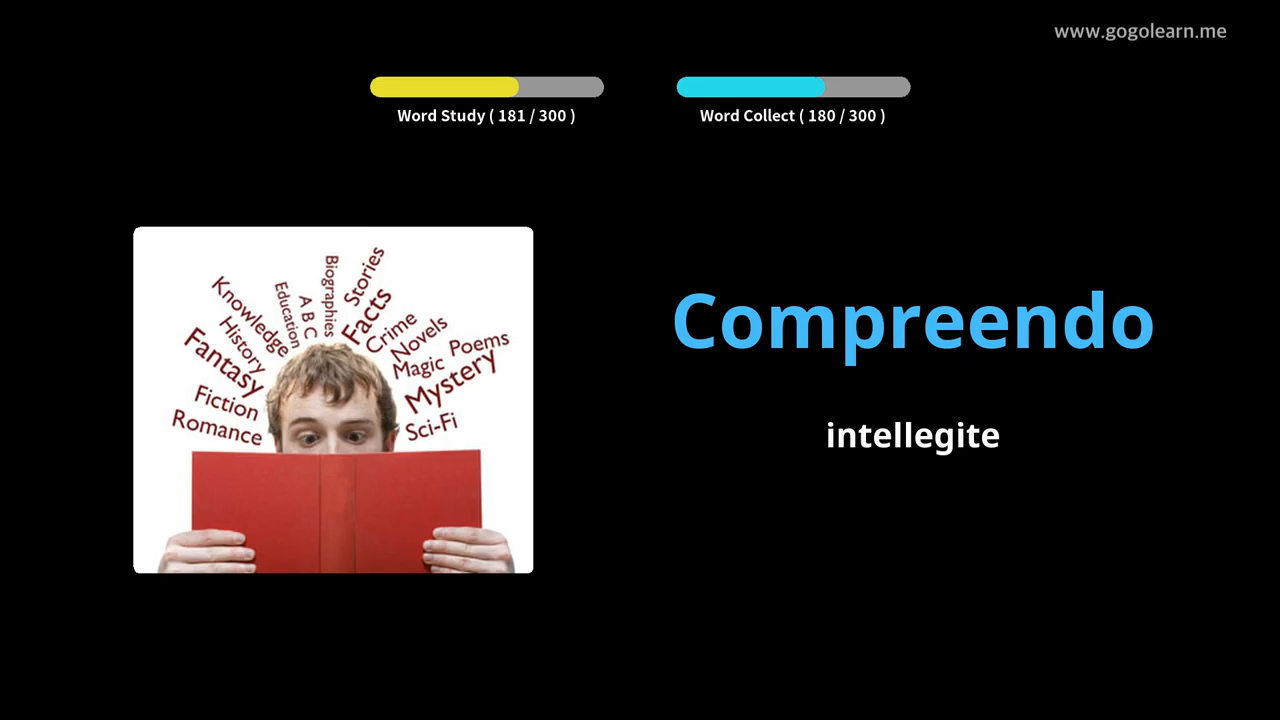 www.gogolearn.me
Word Study ( 181 / 300 )
Word Collect ( 180 / 300 )
Compreendo
intellegite
Knowledge
Education
A B C
Biographies
Stories
Facts
History
Crime
Novels
Fantasy
Magic
Poems
Mystery
Fiction
Romance
Sci-Fi